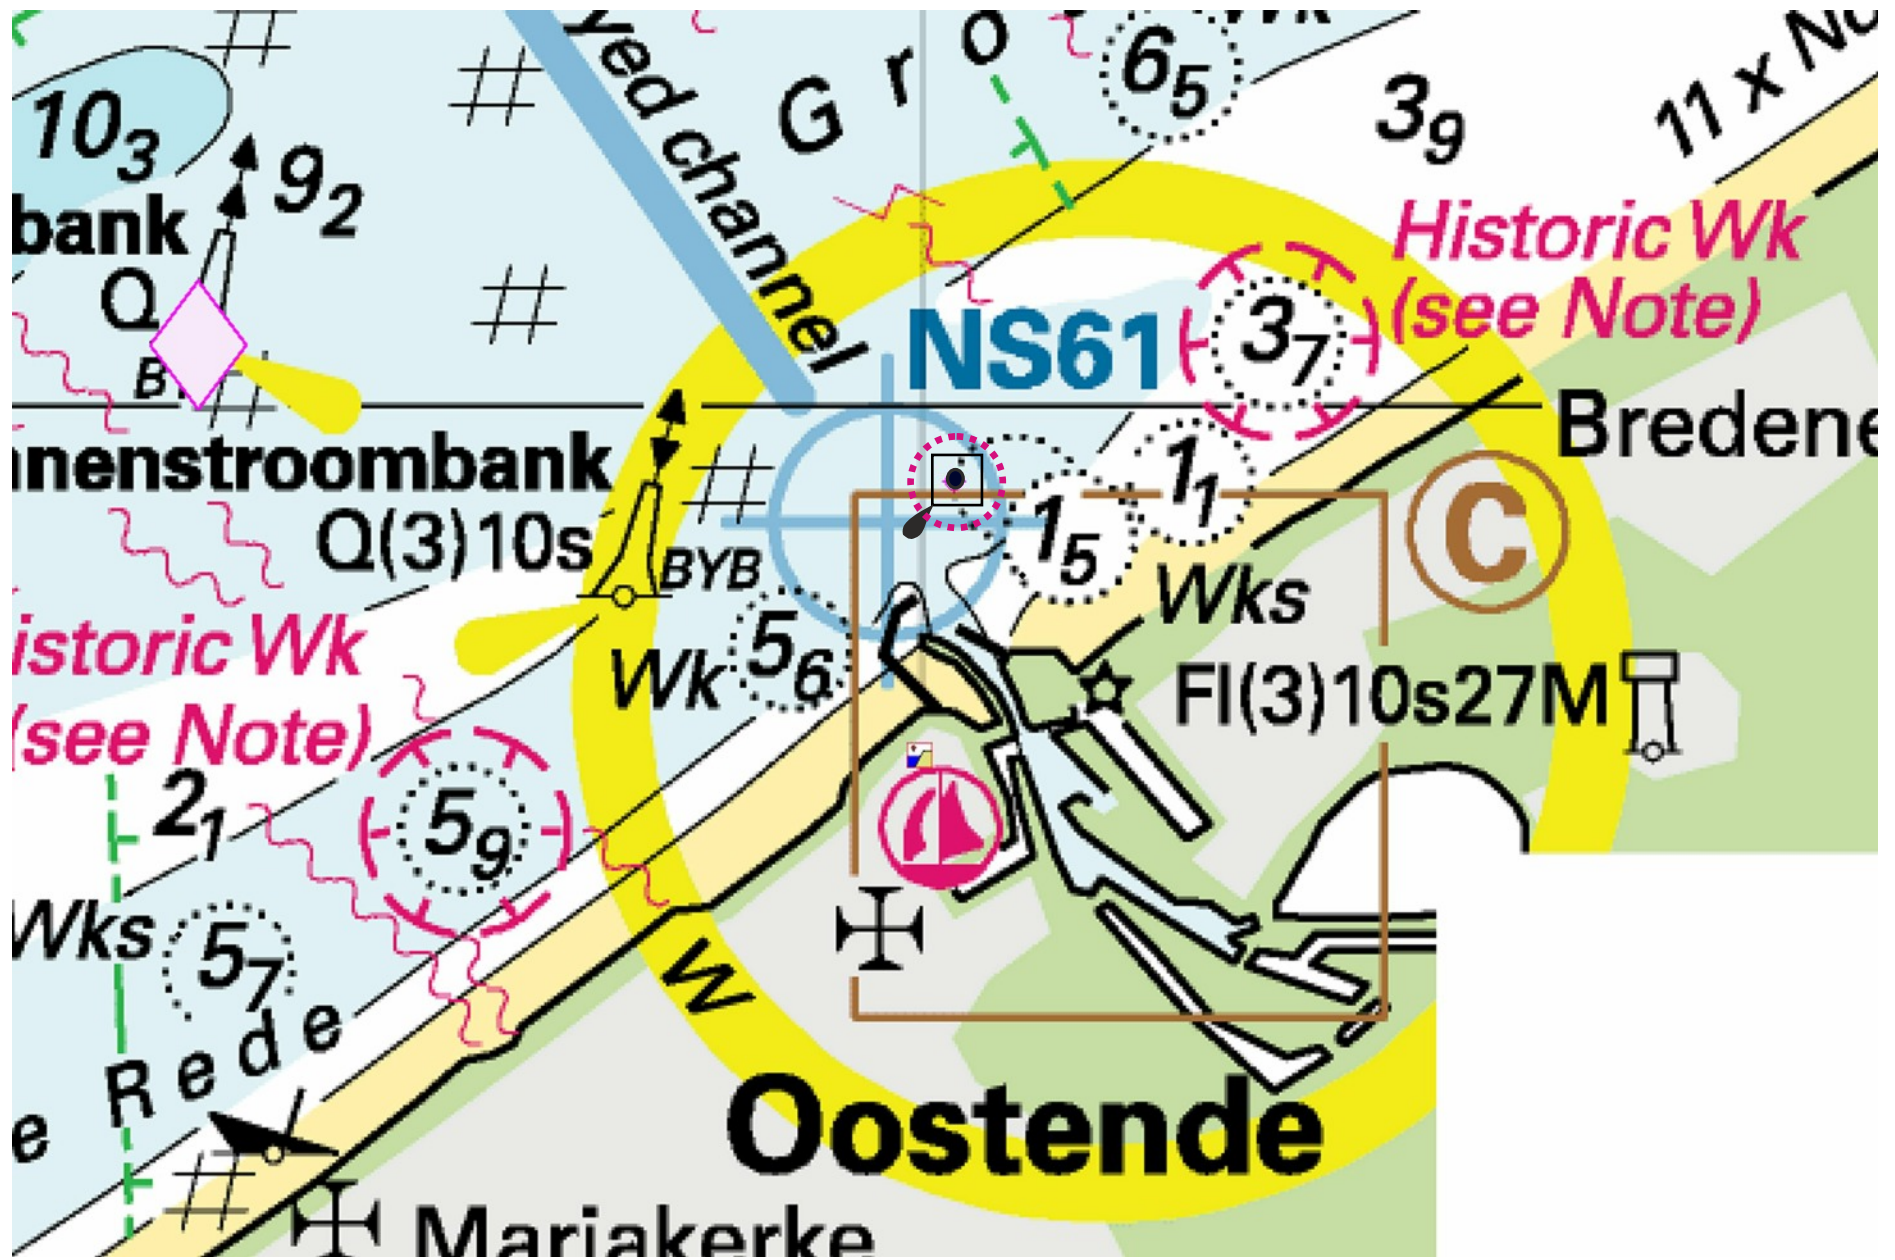 yed channel
G r o
6₅
3₉
11 x No
10₃
9₂
bank
Q
B
Historic Wk
(see Note)
NS61
3₇
Bredene
nenstroombank
Q(3)10s
BYB
1₁
1₅
C
Wks
istoric Wk
(see Note)
Wk
5₆
Fl(3)10s27M
2₁
5₉
Wks
5₇
W
e Rede
Oostende
Mariakerke